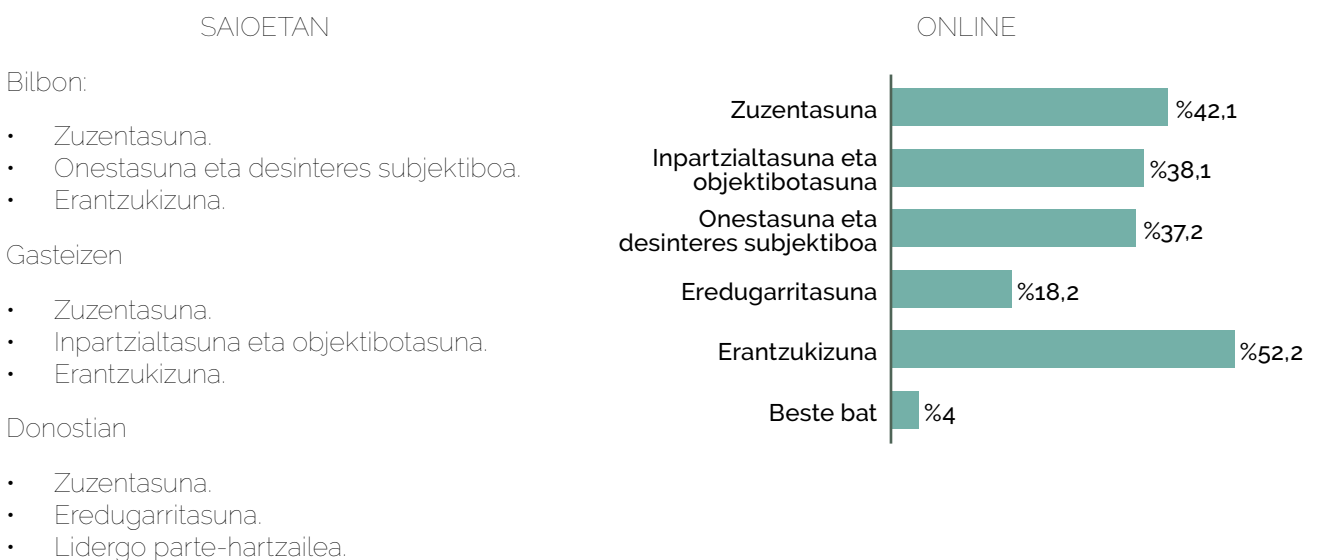 SAIOETAN
Bilbon:
• Zuzentasuna.
• Onestasuna eta desinteres subjektiboa.
• Erantzukizuna.
Gasteizen
• Zuzentasuna.
• Inpartzialtasuna eta objektibotasuna.
• Erantzukizuna.
Donostian
• Zuzentasuna.
• Eredugarritasuna.
• Lidergo parte-hartzailea.
ONLINE
Zuzentasuna %42,1
Inpartzialtasuna eta
objektibotasuna %38,1
Onestasuna eta
desinteres subjektiboa %37,2
Eredugarritasuna %18,2
Erantzukizuna %52,2
Beste bat %4